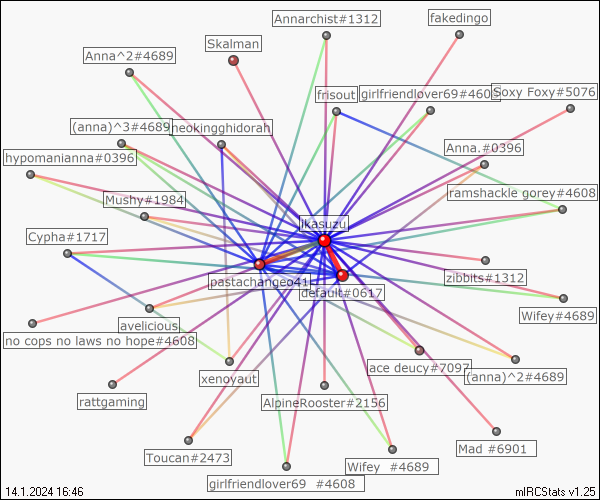 Annarchist#1312
fakedingo
Skalman
Anna^2#4689
frisout
girlfriendlover69#460
Soxy Foxy#5076
(anna)^3#4689
neokingghidorah
Anna.#0396
hypomanianna#0396
Mushy#1984
ramshackle gorey#4608
ikasuzu
Cypha#1717
pastachangeo41
default#0617
zibbits#1312
Wifey#4689
avelicious
no cops no laws no hope#4608
ace deucy#7097
(anna)^2#4689
xenoyaut
rattgaming
AlpineRooster#2156
Toucan#2473
Mad #6901
Wifey #4689
girlfriendlover69 #4608
14.1.2024 16:46
mIRCStats v1.25